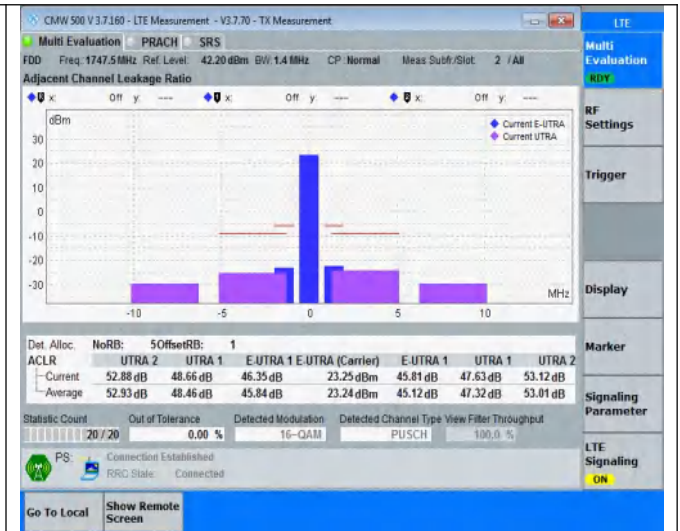 CMW 500 V 3.7.160 - LTE Measurement - V3.7.70 - TX Measurement
LTE
Multi Evaluation PRACH SRS
Multi Evaluation
RDY
FDD Freq.:1747.5 MHz Ref. Level: 42.20 dBm BW: 1.4 MHz CP :Normal Meas Subfr./Slot: 2 / All
Adjacent Channel Leakage Ratio
x: Off y: --- x: Off y: --- x: Off y: ---
RF Settings
dBm
Current E-UTRA
Current UTRA
30
20
10
0
-10
-20
-30
MHz
-10 -5 0 5 10
Trigger
Display
Marker
Signaling Parameter
LTE Signaling
ON
Det. Alloc. NoRB: 5OffsetRB: 1
ACLR UTRA 2 UTRA 1 E-UTRA 1 E-UTRA (Carrier) E-UTRA 1 UTRA 1 UTRA 2
Current 52.88 dB 48.66 dB 46.35 dB 23.25 dBm 45.81 dB 47.63 dB 53.12 dB
Average 52.93 dB 48.46 dB 45.84 dB 23.24 dBm 45.12 dB 47.32 dB 53.01 dB
Statistic Count Out of Tolerance Detected Modulation Detected Channel Type View Filter Throughput
20 / 20 0.00 % 16-QAM PUSCH 100.0 %
PS: Connection Established
RRC State: Connected
Go To Local
Show Remote Screen